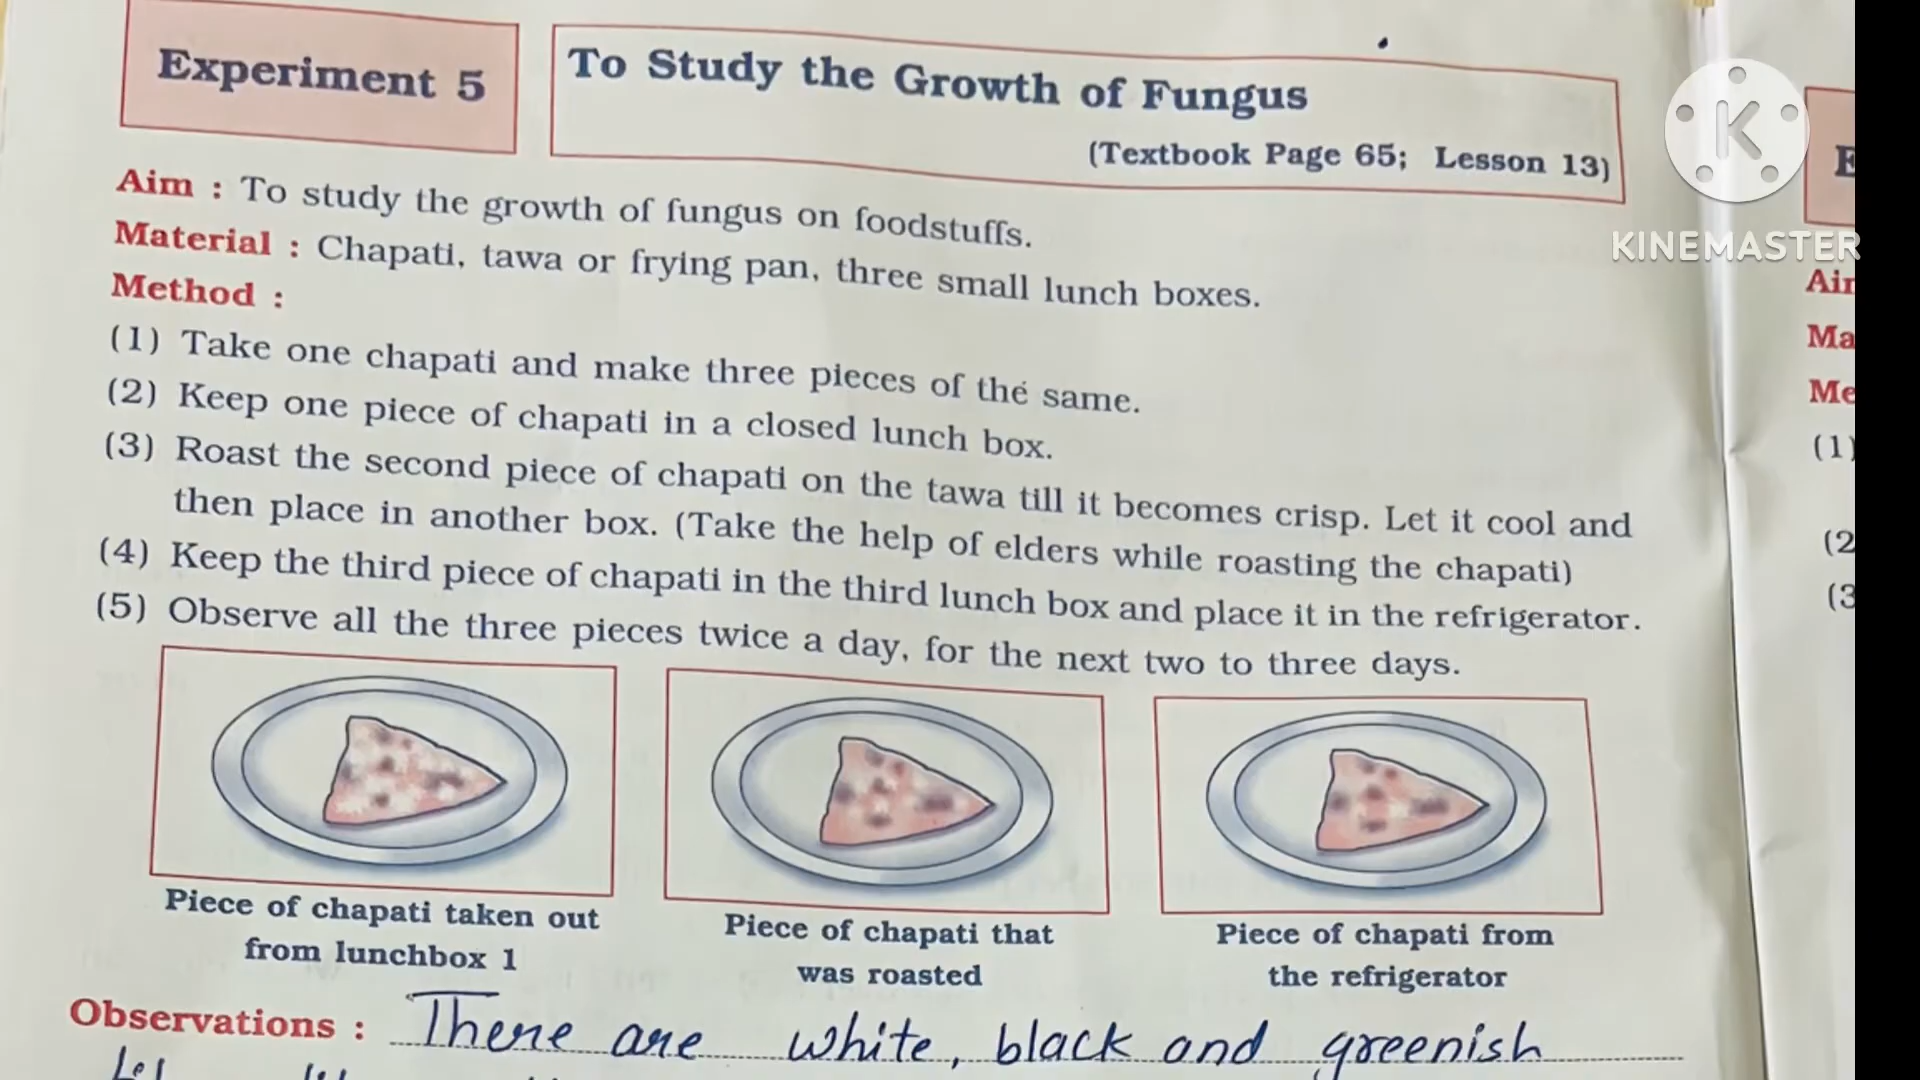 Experiment 5
To Study the Growth of Fungus
(Textbook Page 65; Lesson 13)
Aim : To study the growth of fungus on foodstuffs.
Material : Chapati, tawa or frying pan, three small lunch boxes.
Method :
(1) Take one chapati and make three pieces of the same.
(2) Keep one piece of chapati in a closed lunch box.
(3) Roast the second piece of chapati on the tawa till it becomes crisp. Let it cool and
then place in another box. (Take the help of elders while roasting the chapati)
(4) Keep the third piece of chapati in the third lunch box and place it in the refrigerator.
(5) Observe all the three pieces twice a day, for the next two to three days.
Piece of chapati taken out
from lunchbox 1
Piece of chapati that
was roasted
Piece of chapati from
the refrigerator
Observations : There are white, black and greenish
K
KINEMASTER
(1)
(2
(3